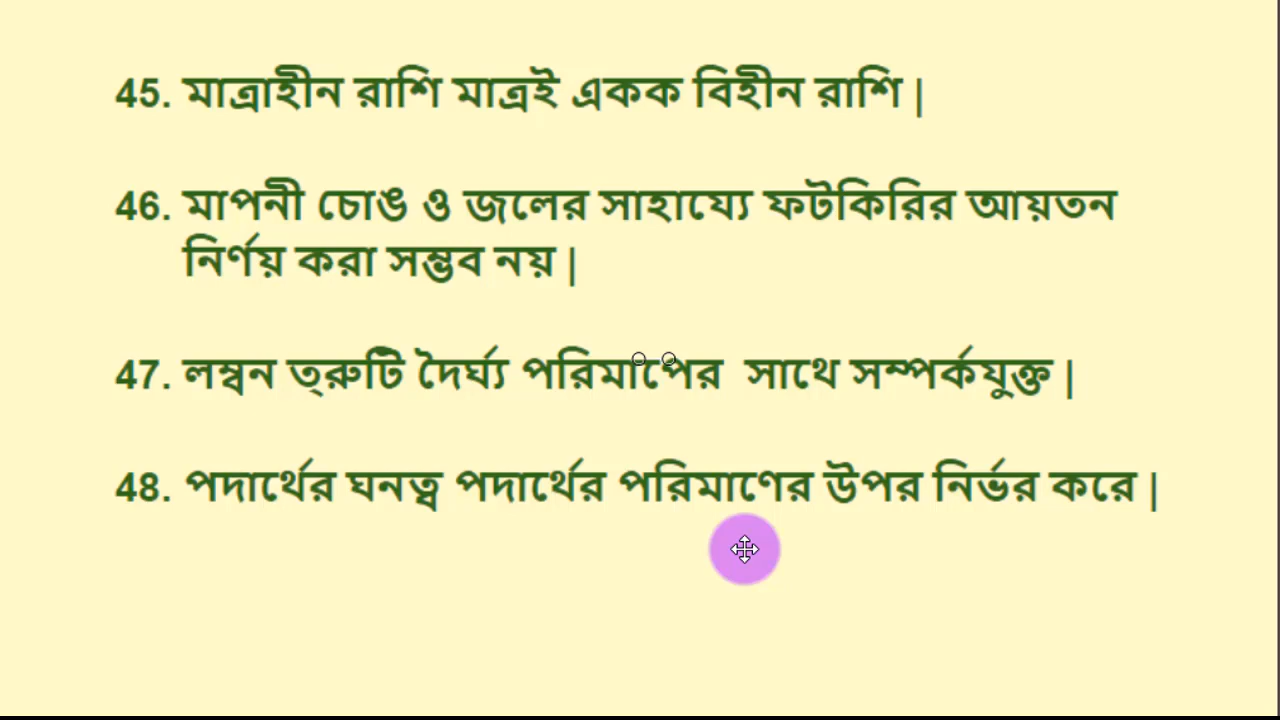 45. মাত্রাহীন রাশি মাত্রই একক বিহীন রাশি |
46. মাপনী চোঙ ও জলের সাহায্যে ফটকিরির আয়তন
নির্ণয় করা সম্ভব নয় |
47. লম্বন ত্‌রুটি দৈর্ঘ্য পরিমাপের সাথে সম্পর্কযুক্ত |
48. পদার্থের ঘনত্ব পদার্থের পরিমাণের উপর নির্ভর করে |